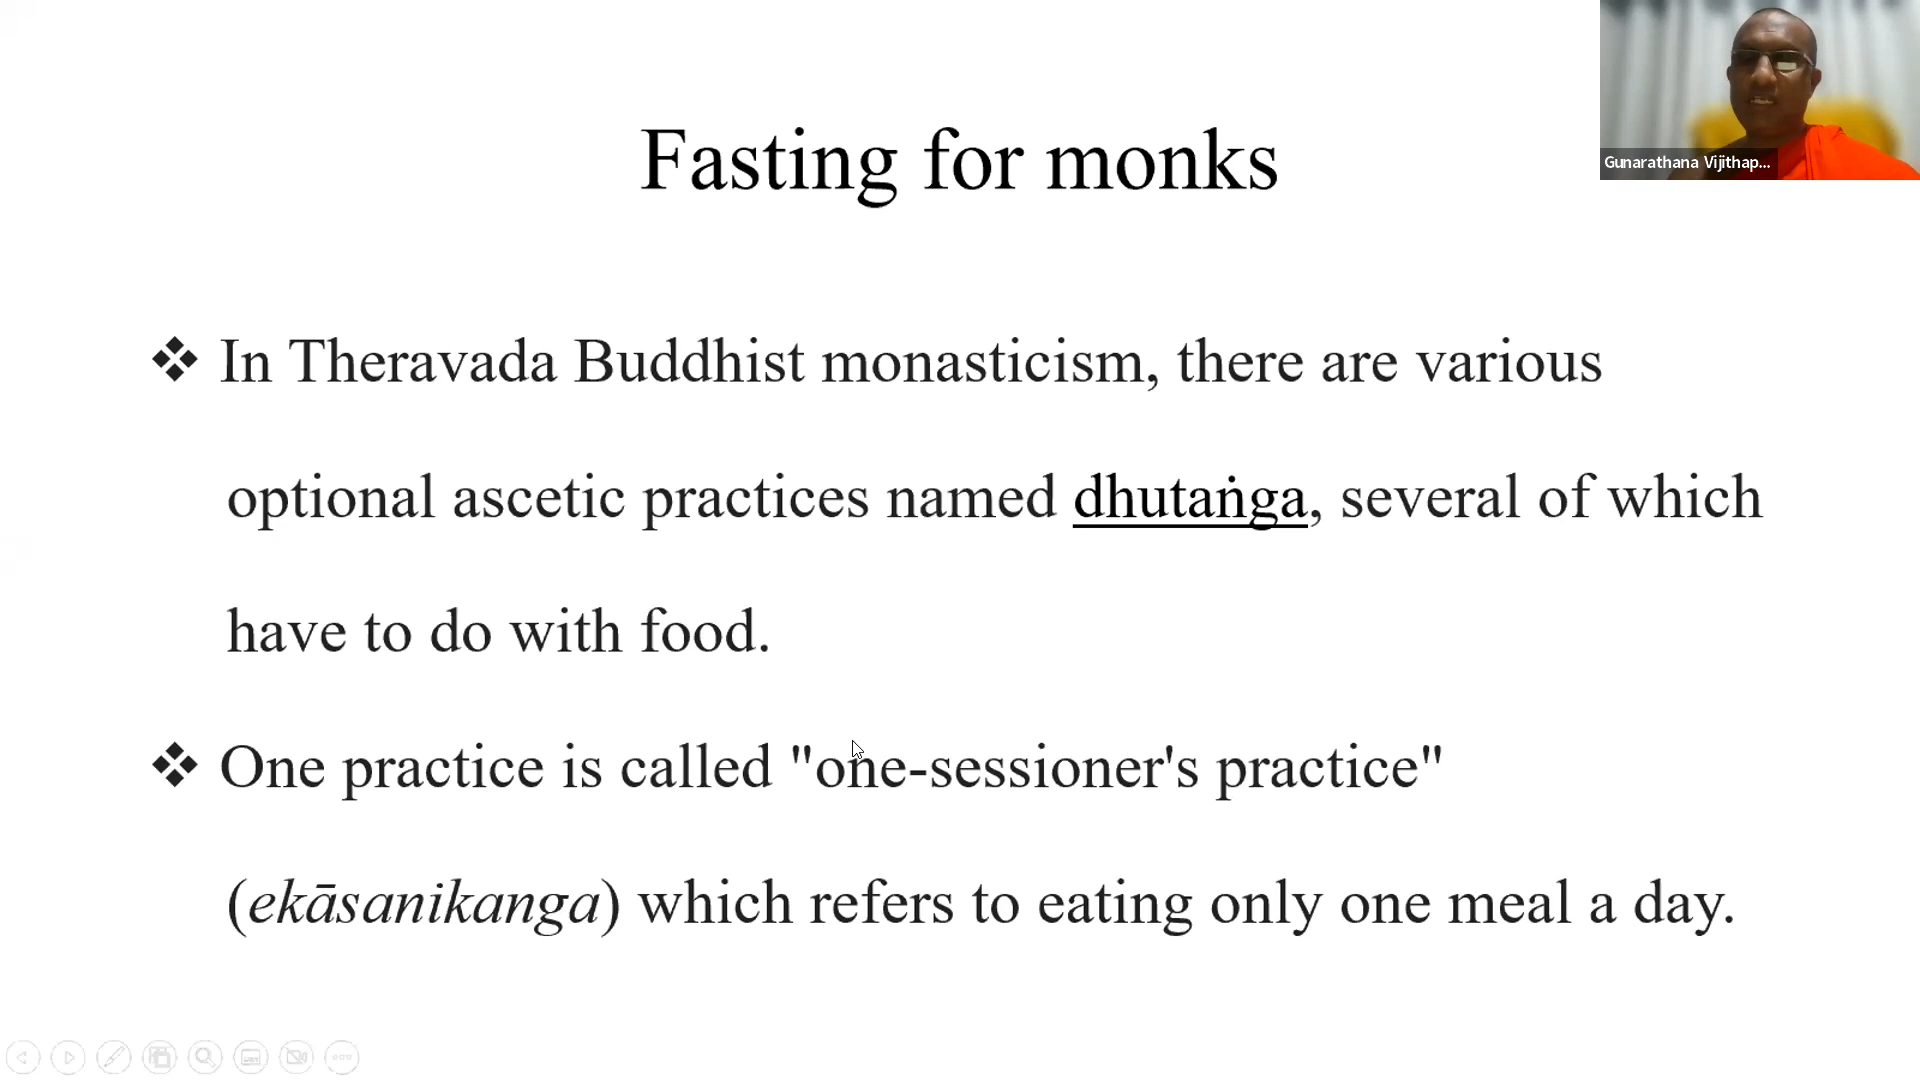 Fasting for monks
Gunarathana Vijithap...
❖ In Theravada Buddhist monasticism, there are various
optional ascetic practices named dhutaṅga, several of which
have to do with food.
❖ One practice is called "one-sessioner's practice"
(ekāsanikanga) which refers to eating only one meal a day.